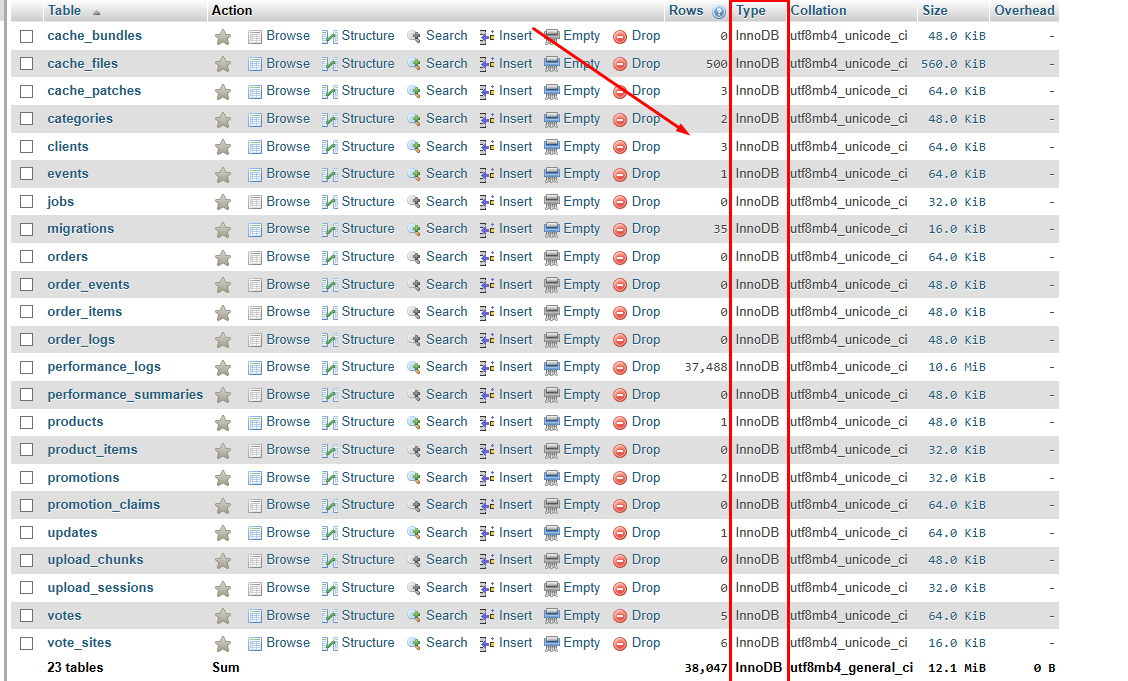 Table Action Rows Type Collation Size Overhead
cache_bundles Browse Structure Search Insert Empty Drop 0 InnoDB utf8mb4_unicode_ci 48.0 KiB -
cache_files Browse Structure Search Insert Empty Drop 500 InnoDB utf8mb4_unicode_ci 560.0 KiB -
cache_patches Browse Structure Search Insert Empty Drop 3 InnoDB utf8mb4_unicode_ci 64.0 KiB -
categories Browse Structure Search Insert Empty Drop 2 InnoDB utf8mb4_unicode_ci 48.0 KiB -
clients Browse Structure Search Insert Empty Drop 3 InnoDB utf8mb4_unicode_ci 64.0 KiB -
events Browse Structure Search Insert Empty Drop 1 InnoDB utf8mb4_unicode_ci 64.0 KiB -
jobs Browse Structure Search Insert Empty Drop 0 InnoDB utf8mb4_unicode_ci 32.0 KiB -
migrations Browse Structure Search Insert Empty Drop 35 InnoDB utf8mb4_unicode_ci 16.0 KiB -
orders Browse Structure Search Insert Empty Drop 0 InnoDB utf8mb4_unicode_ci 64.0 KiB -
order_events Browse Structure Search Insert Empty Drop 0 InnoDB utf8mb4_unicode_ci 48.0 KiB -
order_items Browse Structure Search Insert Empty Drop 0 InnoDB utf8mb4_unicode_ci 48.0 KiB -
order_logs Browse Structure Search Insert Empty Drop 0 InnoDB utf8mb4_unicode_ci 48.0 KiB -
performance_logs Browse Structure Search Insert Empty Drop 37,488 InnoDB utf8mb4_unicode_ci 10.6 MiB -
performance_summaries Browse Structure Search Insert Empty Drop 0 InnoDB utf8mb4_unicode_ci 48.0 KiB -
products Browse Structure Search Insert Empty Drop 1 InnoDB utf8mb4_unicode_ci 48.0 KiB -
product_items Browse Structure Search Insert Empty Drop 0 InnoDB utf8mb4_unicode_ci 32.0 KiB -
promotions Browse Structure Search Insert Empty Drop 2 InnoDB utf8mb4_unicode_ci 32.0 KiB -
promotion_claims Browse Structure Search Insert Empty Drop 0 InnoDB utf8mb4_unicode_ci 64.0 KiB -
updates Browse Structure Search Insert Empty Drop 1 InnoDB utf8mb4_unicode_ci 64.0 KiB -
upload_chunks Browse Structure Search Insert Empty Drop 0 InnoDB utf8mb4_unicode_ci 64.0 KiB -
upload_sessions Browse Structure Search Insert Empty Drop 0 InnoDB utf8mb4_unicode_ci 32.0 KiB -
votes Browse Structure Search Insert Empty Drop 5 InnoDB utf8mb4_unicode_ci 64.0 KiB -
vote_sites Browse Structure Search Insert Empty Drop 6 InnoDB utf8mb4_unicode_ci 16.0 KiB -
23 tables Sum 38,047 InnoDB utf8mb4_general_ci 12.1 MiB 0 B